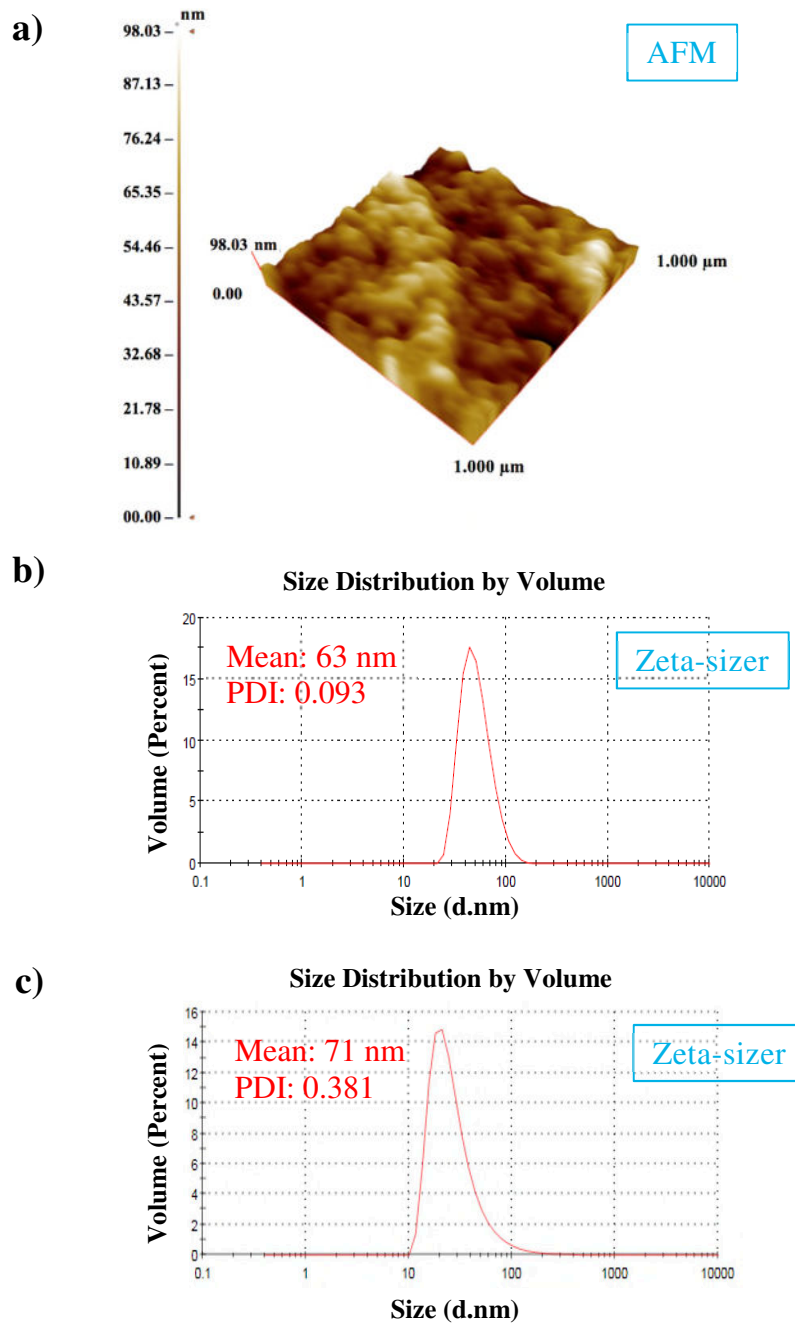 a)
nm
98.03
87.13
76.24
65.35
54.46
43.57
32.68
21.78
10.89
00.00
AFM
98.03 nm
0.00
1.000 µm
1.000 µm
b)
Size Distribution by Volume
Mean: 63 nm
PDI: 0.093
Zeta-sizer
Volume (Percent)
20
15
10
5
0
0.1 1 10 100 1000 10000
Size (d.nm)
c)
Size Distribution by Volume
Mean: 71 nm
PDI: 0.381
Zeta-sizer
Volume (Percent)
16
14
12
10
8
6
4
2
0
0.1 1 10 100 1000 10000
Size (d.nm)